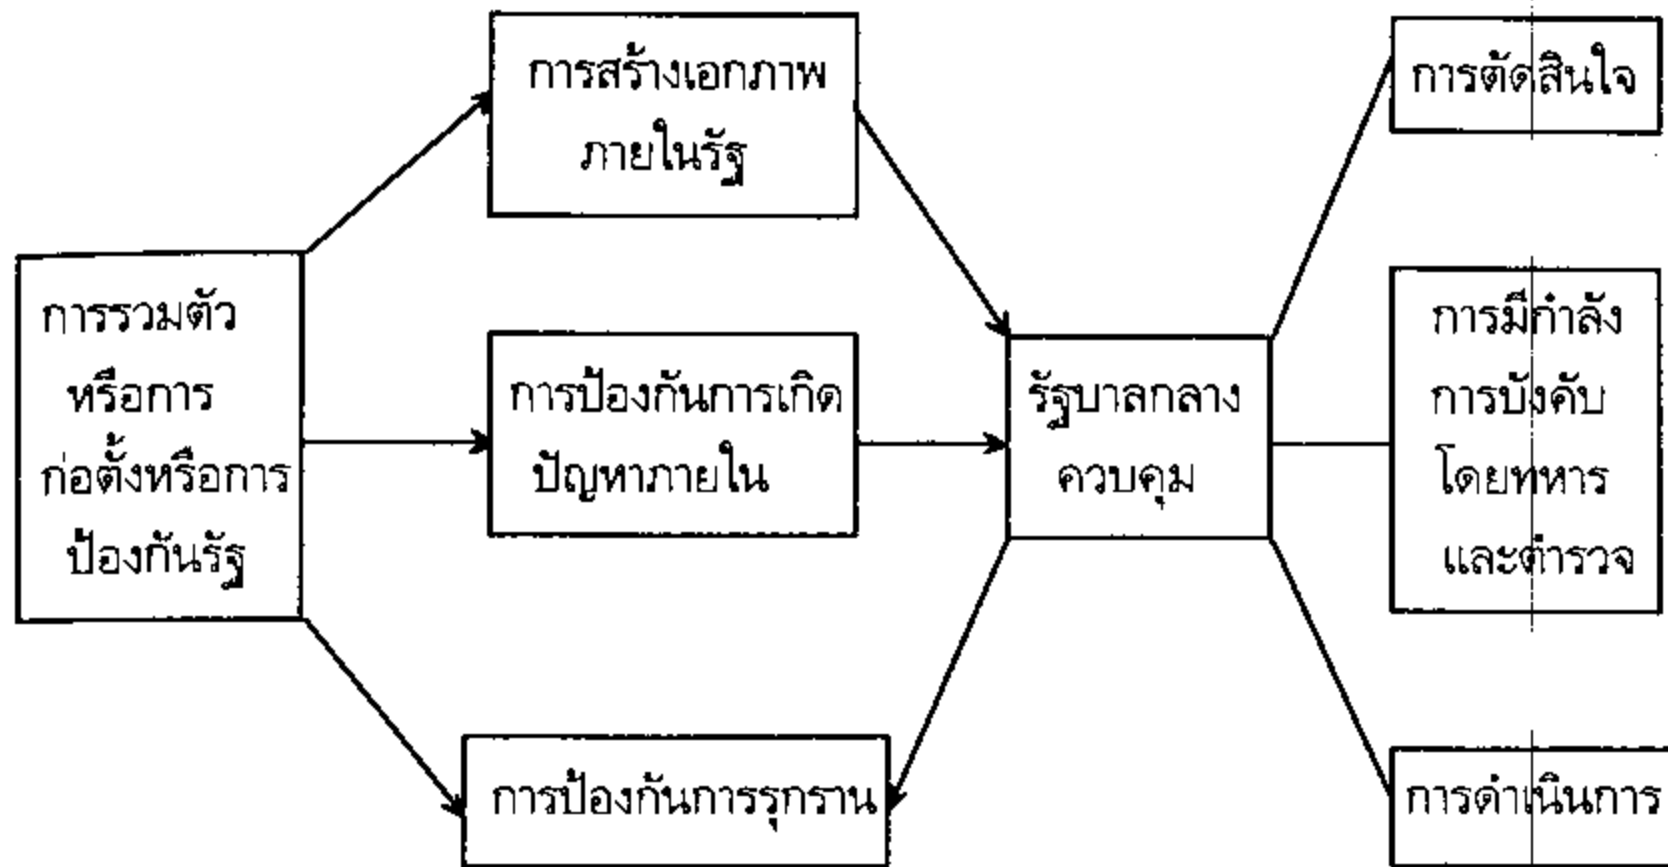 การสร้างเอกภาพ
ภายในรัฐ
การตัดสินใจ
การรวมตัว
หรือการ
ก่อตั้งหรือการ
ป้องกันรัฐ
การป้องกันการเกิด
ปัญหาภายใน
รัฐบาลกลาง
ควบคุม
การมีกำลัง
การบังคับ
โดยทหาร
และตำรวจ
การป้องกันการรุกราน
การดำเนินการ